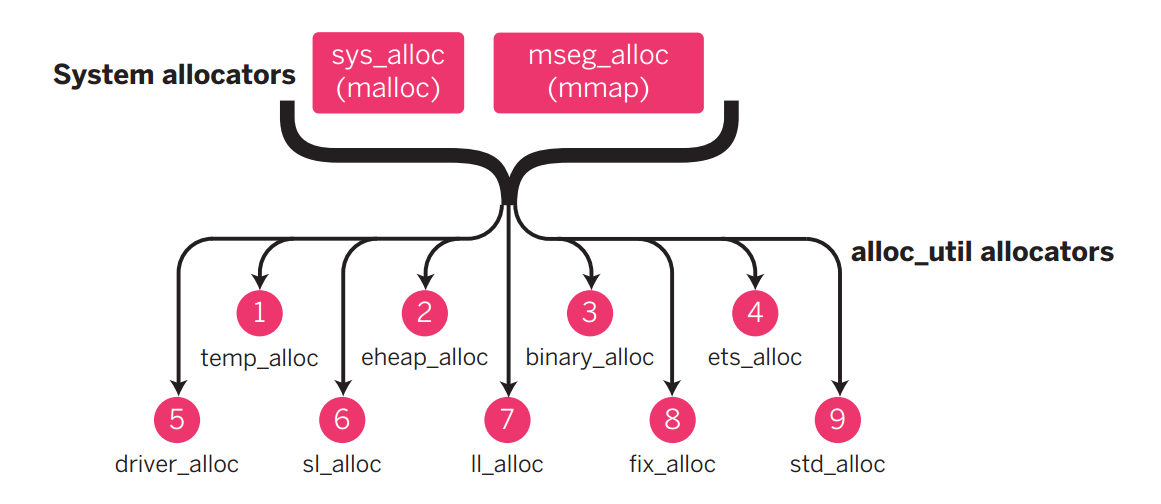 System allocators
sys_alloc
(malloc)
mseg_alloc
(mmap)
alloc_util allocators
1
2
3
4
temp_alloc
eheap_alloc
binary_alloc
ets_alloc
5
6
7
8
9
driver_alloc
sl_alloc
ll_alloc
fix_alloc
std_alloc